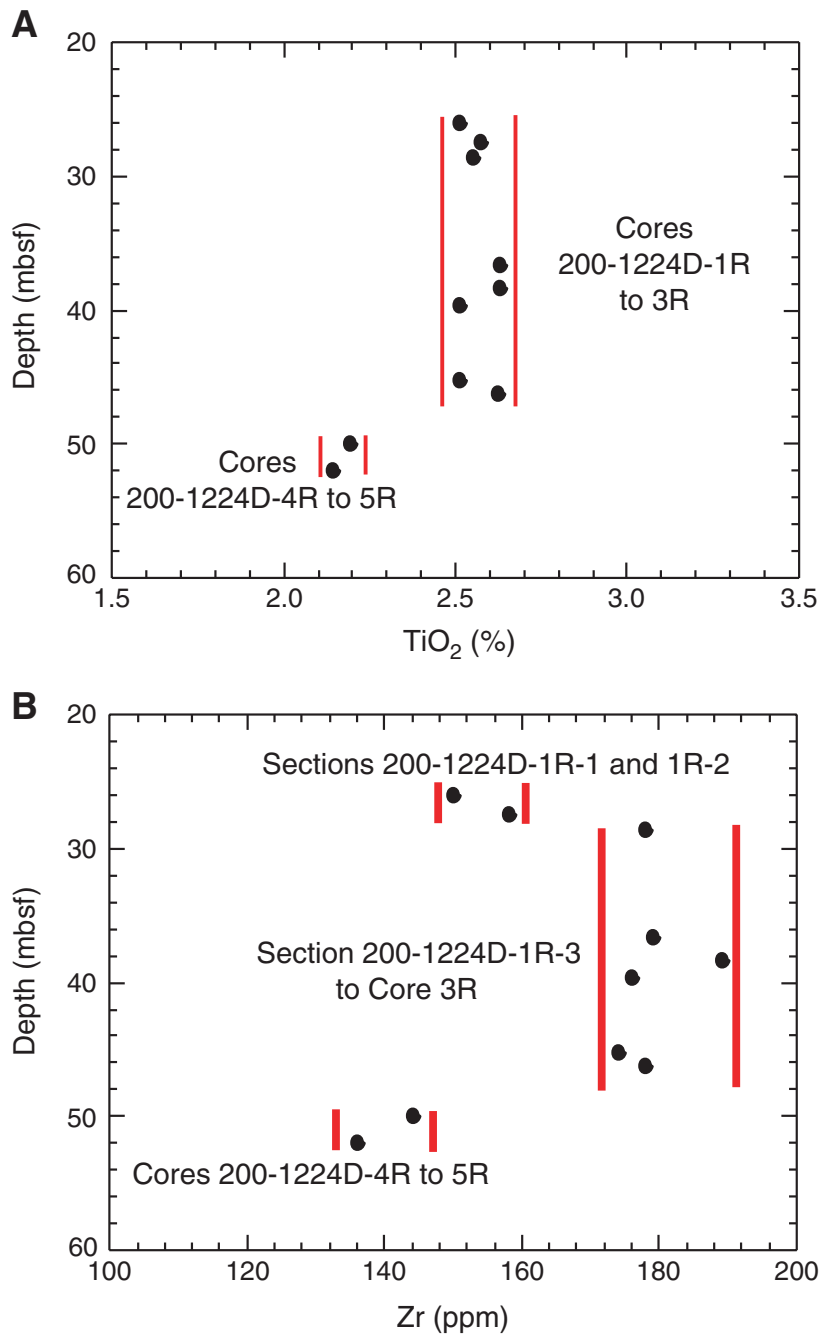 A
20
30
40
50
60
Depth (mbsf)
Cores
200-1224D-1R
to 3R
Cores
200-1224D-4R to 5R
1.5 2.0 2.5 3.0 3.5
TiO2 (%)
B
20
30
40
50
60
Depth (mbsf)
Sections 200-1224D-1R-1 and 1R-2
Section 200-1224D-1R-3
to Core 3R
Cores 200-1224D-4R to 5R
100 120 140 160 180 200
Zr (ppm)